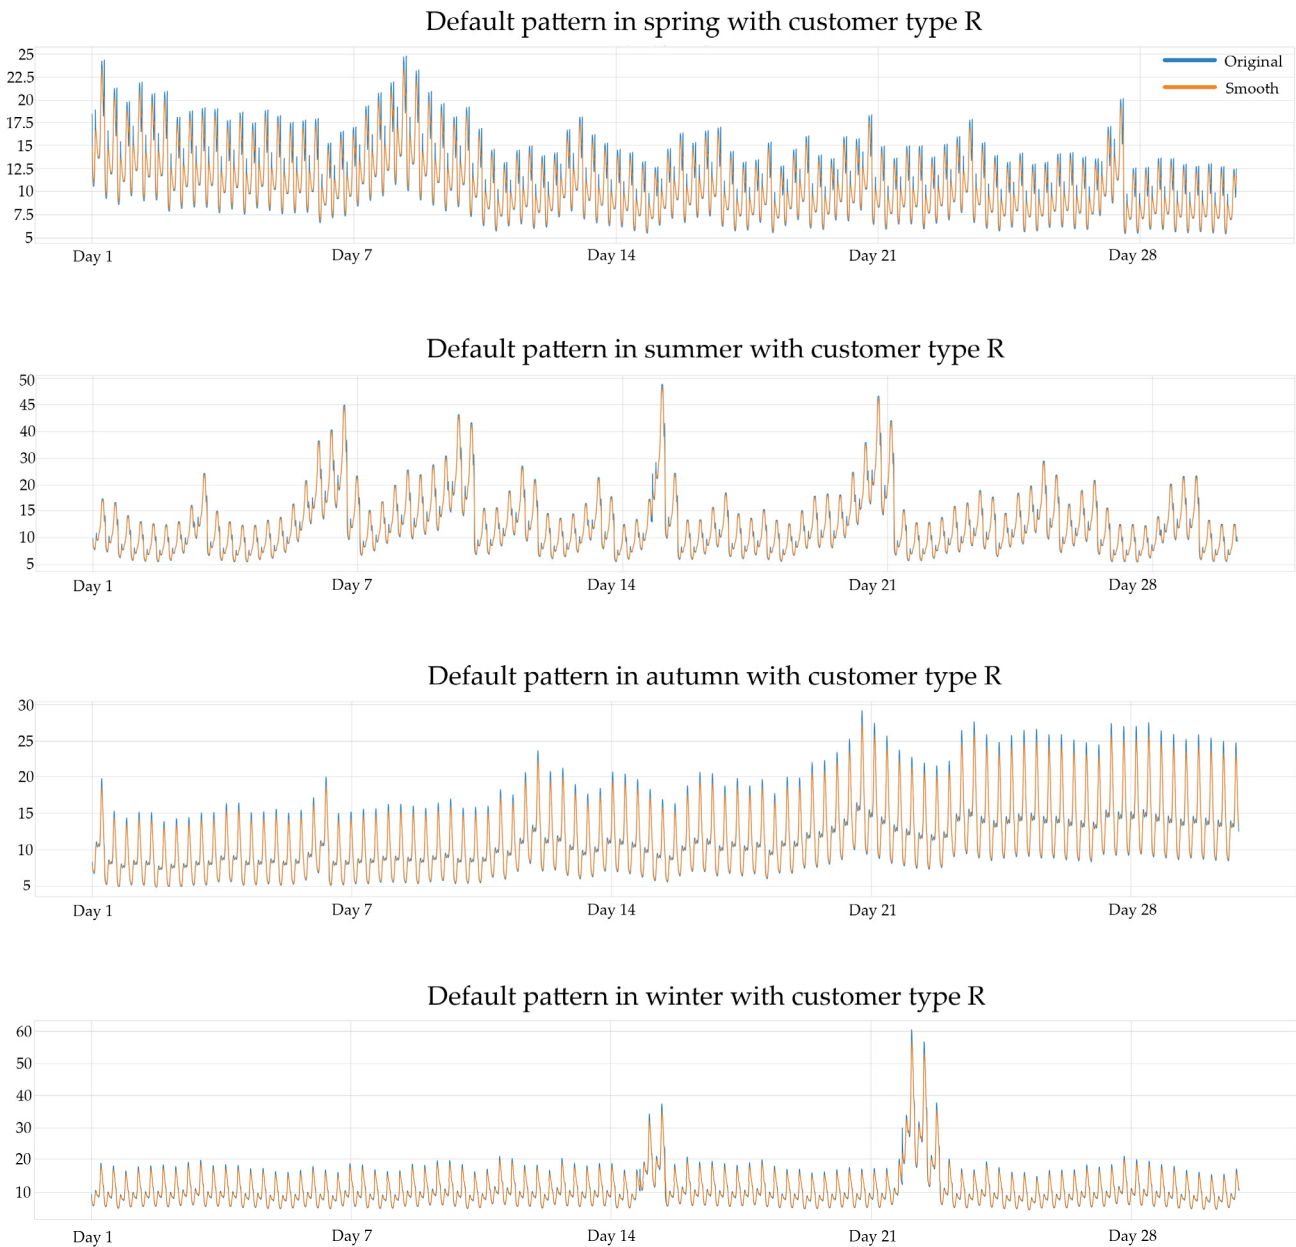 Default pattern in spring with customer type R
25
22.5
20
17.5
15
12.5
10
7.5
5
Original
Smooth
Day 1 Day 7 Day 14 Day 21 Day 28
Default pattern in summer with customer type R
50
45
40
30
20
15
10
5
Day 1 Day 7 Day 14 Day 21 Day 28
Default pattern in autumn with customer type R
30
25
20
15
10
5
Day 1 Day 7 Day 14 Day 21 Day 28
Default pattern in winter with customer type R
60
50
40
30
20
10
Day 1 Day 7 Day 14 Day 21 Day 28